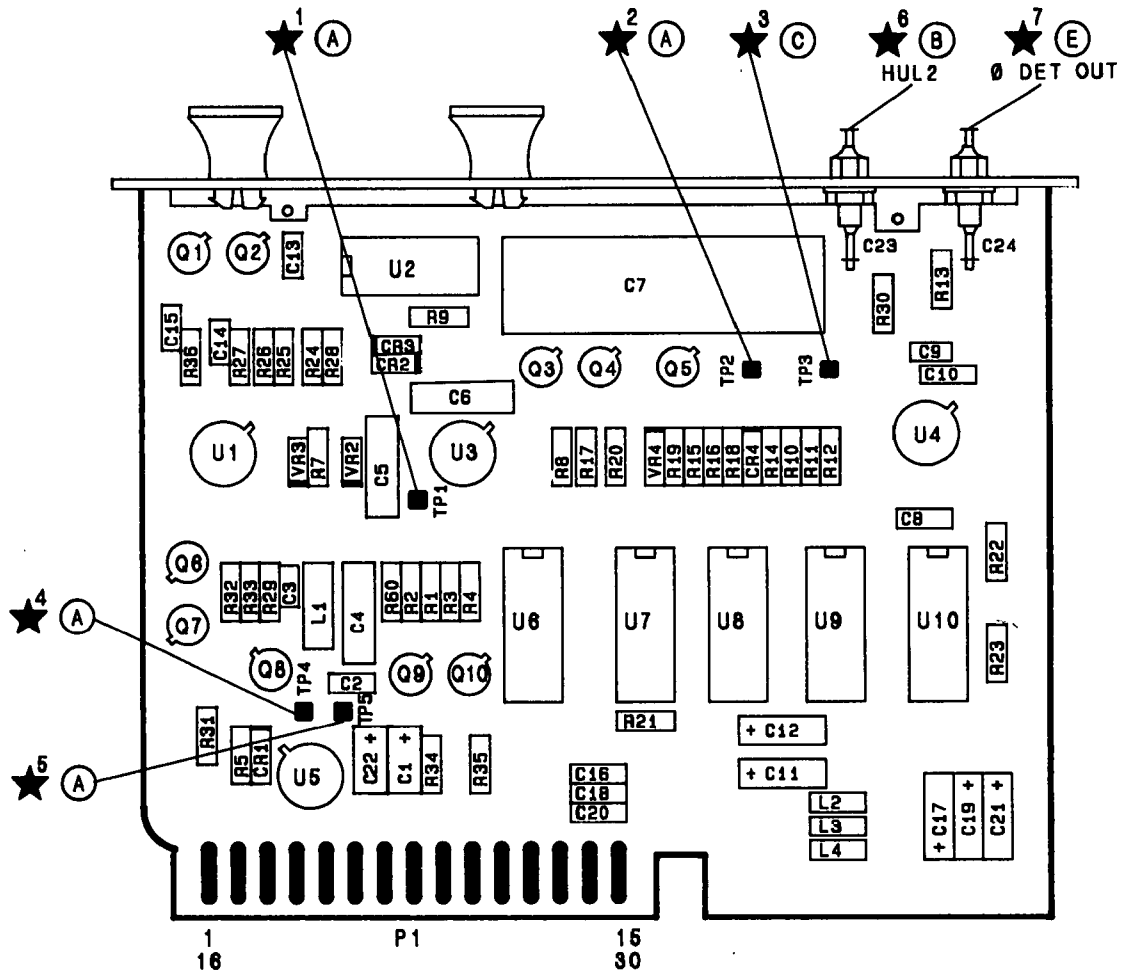 1 A
2 A
3 C
6 B
7 E
HUL2
Ø DET OUT
C23
C24
Q1
Q2
C13
U2
C7
R30
R13
R9
C15
R36
C14
R27
R26
R25
R24
R28
CR3
CR2
Q3
Q4
Q5
TP2
TP3
C9
C10
C6
U1
VR3
R7
VR2
C5
U3
TP1
R8
R17
R20
VR4
R19
R15
R16
R18
CR4
R14
R10
R11
R12
U4
C8
R22
Q6
R32
R33
R29
C3
L1
C4
R60
R2
R1
R3
R4
U6
U7
U8
U9
U10
4 A
Q7
Q8
TP4
C2
TP5
Q9
Q10
R23
R31
R21
+ C12
5 A
R5
CR1
U5
C22 +
C1 +
R34
R35
C16
C18
C20
+ C11
L2
L3
L4
+ C17
C19 +
C21 +
1
P1
15
16
30